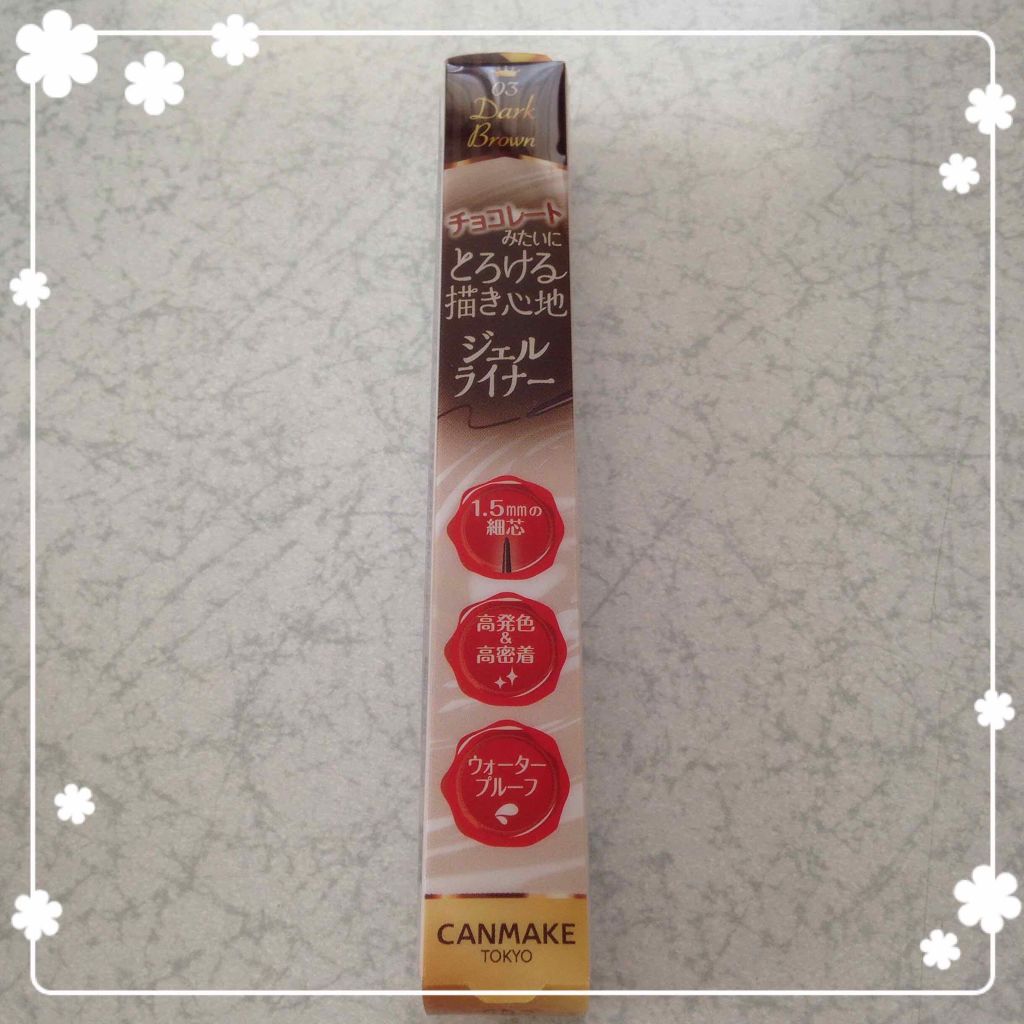 03
Dark
Brown
チョコレート
みたいに
とろける
描き心地
ジェル
ライナー
1.5mmの
細芯
高発色
&
高密着
ウォーター
プルーフ
CANMAKE
TOKYO